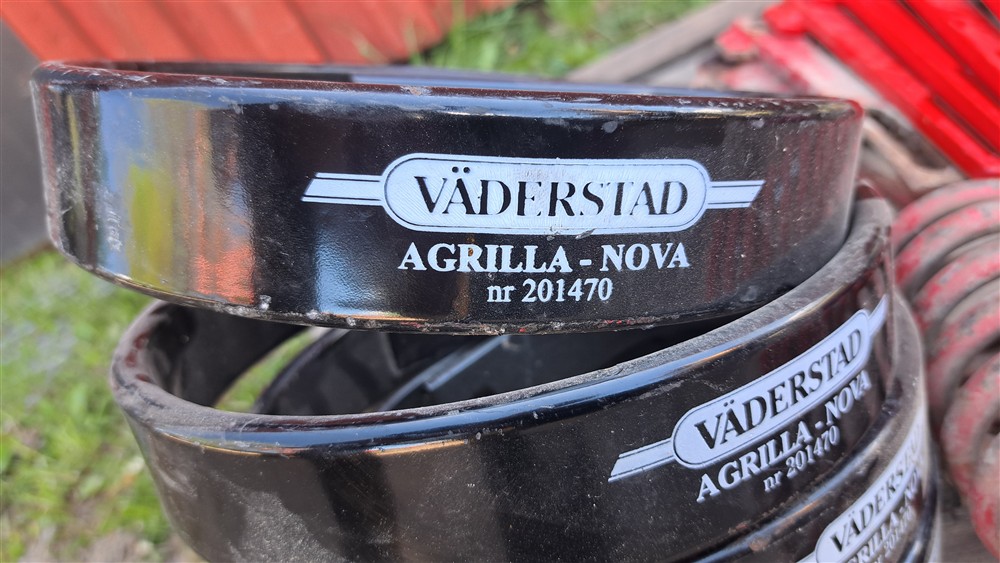 VÄDERSTAD
AGRILLA - NOVA
nr 201470
VÄDERSTAD
AGRILLA - NOVA
nr 201470
VÄDERSTAD